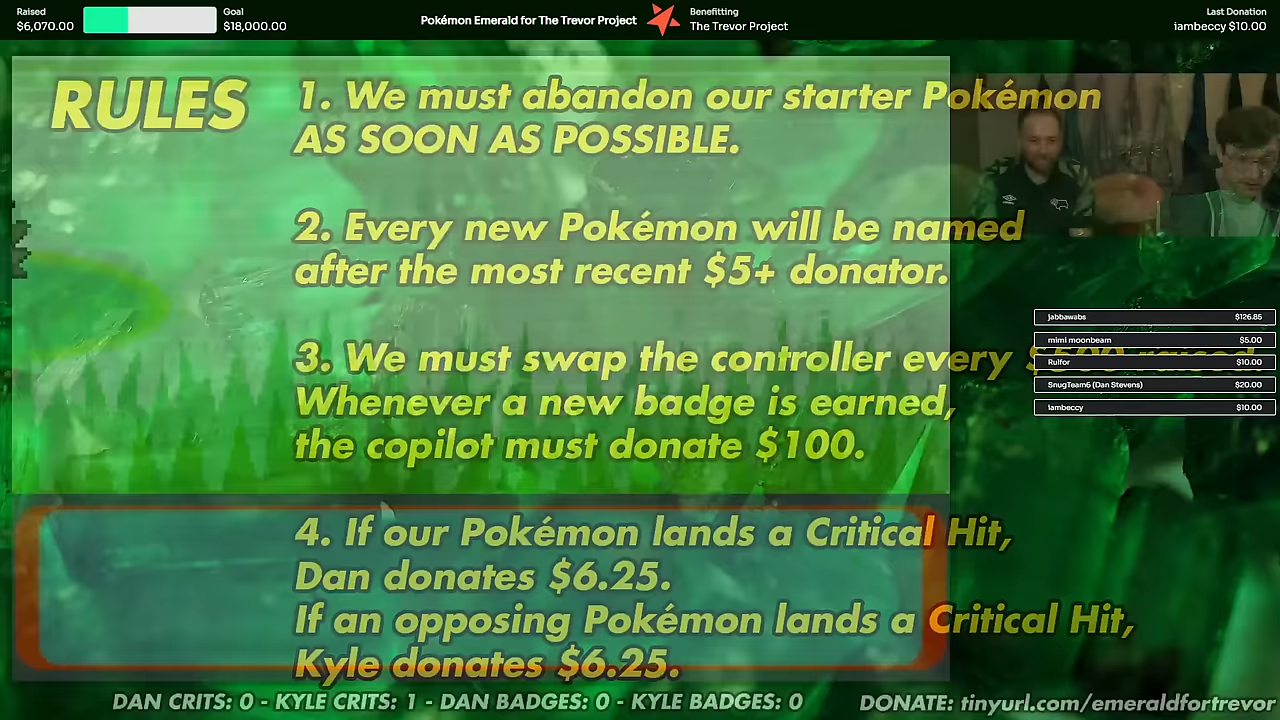 Raised
$6,070.00
Goal
$18,000.00
Pokémon Emerald for The Trevor Project
Benefitting
The Trevor Project
Last Donation
iambeccy $10.00
RULES
1. We must abandon our starter Pokémon
AS SOON AS POSSIBLE.
2. Every new Pokémon will be named
after the most recent $5+ donator.
3. We must swap the controller every $500 raised.
Whenever a new badge is earned,
the copilot must donate $100.
4. If our Pokémon lands a Critical Hit,
Dan donates $6.25.
If an opposing Pokémon lands a Critical Hit,
Kyle donates $6.25.
jabbawabs $126.85
mimi moonbeam $5.00
Rulfor $10.00
SnugTeam6 (Dan Stevens) $20.00
iambeccy $10.00
DAN CRITS: 0 - KYLE CRITS: 1 - DAN BADGES: 0 - KYLE BADGES: 0
DONATE: tinyurl.com/emeraldfortrevor